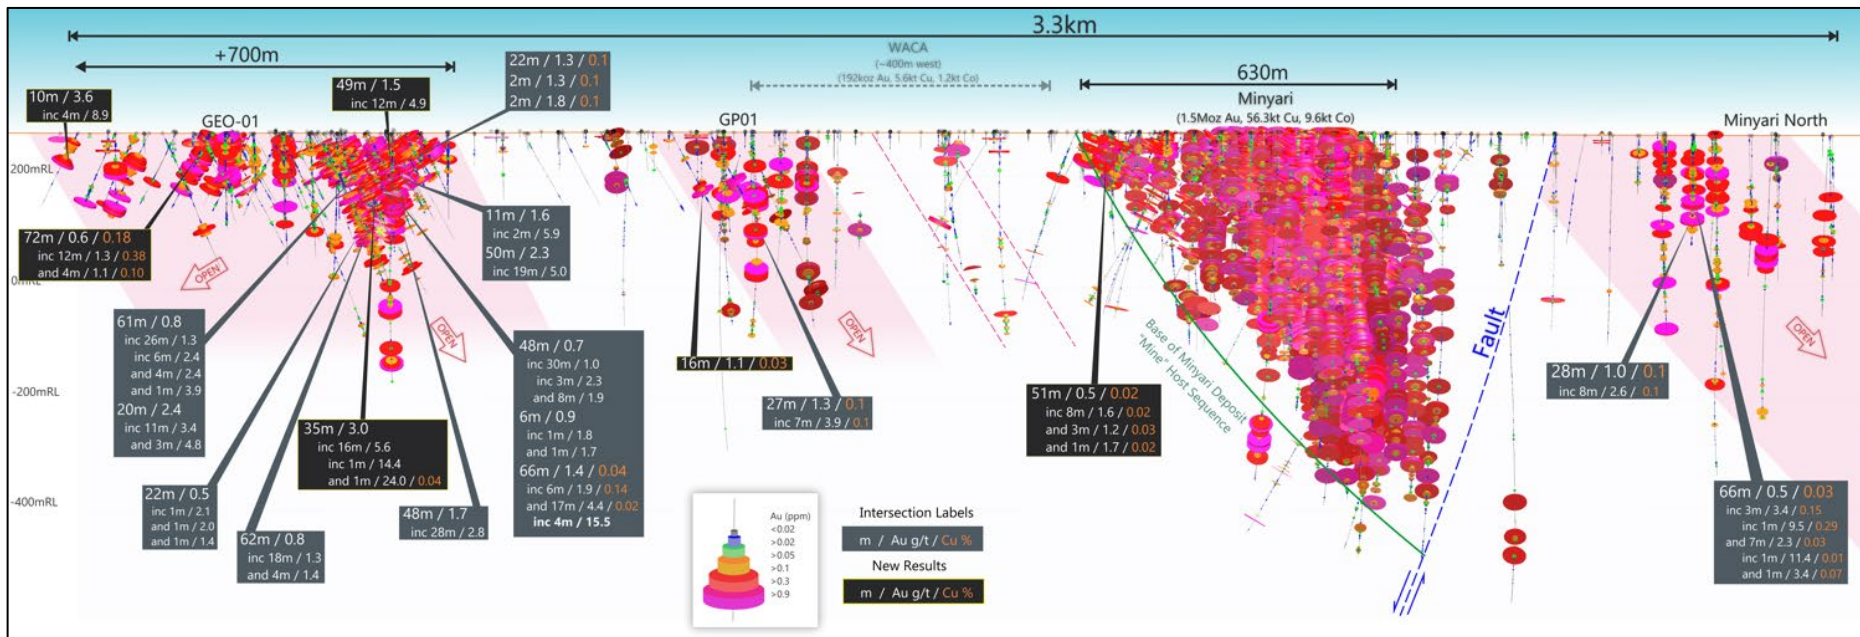 3.3km
+700m
WACA
(~400m west)
(192koz Au, 5.6kt Cu, 1.2kt Co)
630m
Minyari
(1.5Moz Au, 56.3kt Cu, 9.6kt Co)
22m / 1.3 / 0.1
2m / 1.3 / 0.1
2m / 1.8 / 0.1
49m / 1.5
inc 12m / 4.9
10m / 3.6
inc 4m / 8.9
GEO-01
GP01
Minyari North
200mRL
0mRL
-200mRL
-400mRL
72m / 0.6 / 0.18
inc 12m / 1.3 / 0.38
and 4m / 1.1 / 0.10
OPEN
11m / 1.6
inc 2m / 5.9
50m / 2.3
inc 19m / 5.0
61m / 0.8
inc 26m / 1.3
inc 6m / 2.4
and 4m / 2.4
and 1m / 3.9
20m / 2.4
inc 11m / 3.4
and 3m / 4.8
OPEN
48m / 0.7
inc 30m / 1.0
inc 3m / 2.3
and 8m / 1.9
6m / 0.9
inc 1m / 1.8
and 1m / 1.7
66m / 1.4 / 0.04
inc 6m / 1.9 / 0.14
and 17m / 4.4 / 0.02
inc 4m / 15.5
35m / 3.0
inc 16m / 5.6
inc 1m / 14.4
and 1m / 24.0 / 0.04
22m / 0.5
inc 1m / 2.1
and 1m / 2.0
and 1m / 1.4
62m / 0.8
inc 18m / 1.3
and 4m / 1.4
48m / 1.7
inc 28m / 2.8
16m / 1.1 / 0.03
OPEN
27m / 1.3 / 0.1
inc 7m / 3.9 / 0.1
51m / 0.5 / 0.02
inc 8m / 1.6 / 0.02
and 3m / 1.2 / 0.03
and 1m / 1.7 / 0.02
Base of Minyari Deposit
"Mine" Host Sequence
Fault
28m / 1.0 / 0.1
inc 8m / 2.6 / 0.1
OPEN
66m / 0.5 / 0.03
inc 3m / 3.4 / 0.15
inc 1m / 9.5 / 0.29
and 7m / 2.3 / 0.03
inc 1m / 11.4 / 0.01
and 1m / 3.4 / 0.07
Au (ppm)
<0.02
>0.02
>0.05
>0.1
>0.3
>0.9
Intersection Labels
m / Au g/t / Cu %
New Results
m / Au g/t / Cu %